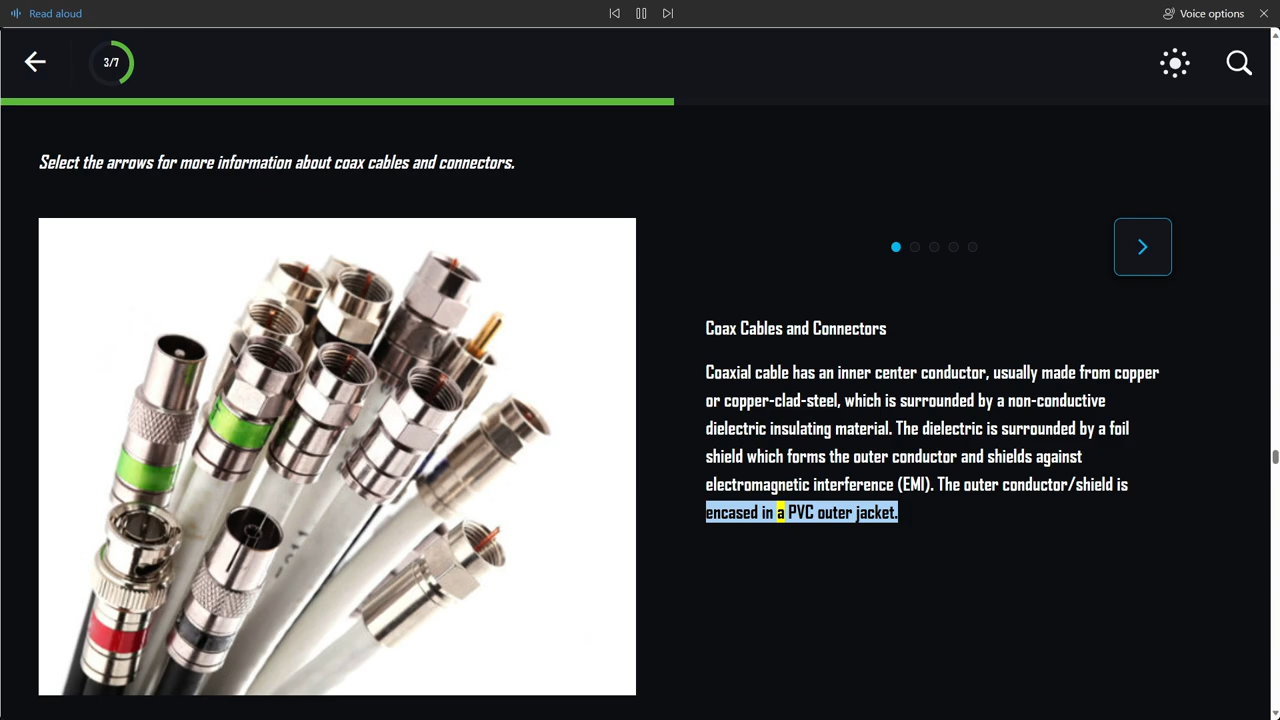 Read aloud
Voice options
3/7
Select the arrows for more information about coax cables and connectors.
Coax Cables and Connectors
Coaxial cable has an inner center conductor, usually made from copper
or copper-clad-steel, which is surrounded by a non-conductive
dielectric insulating material. The dielectric is surrounded by a foil
shield which forms the outer conductor and shields against
electromagnetic interference (EMI). The outer conductor/shield is
encased in a PVC outer jacket.